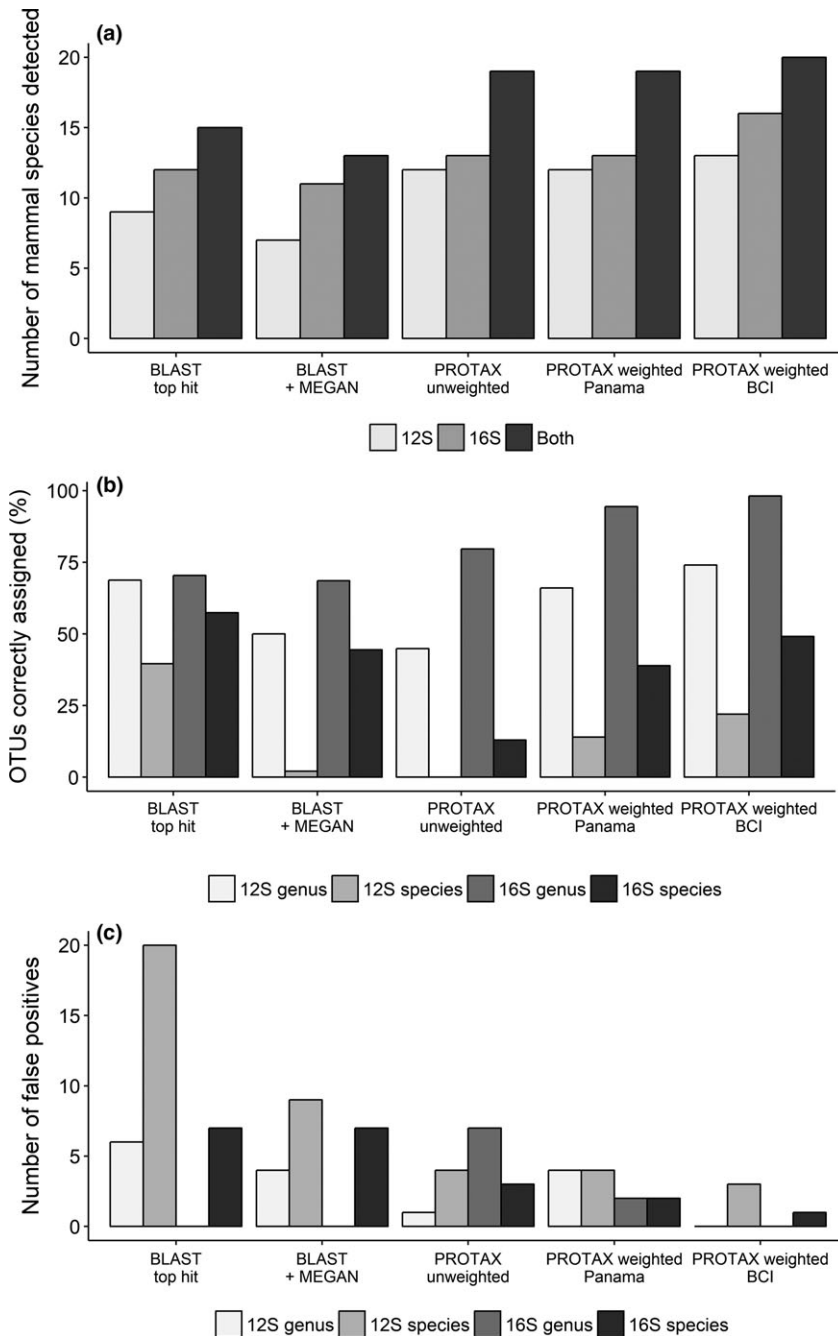 (a)
Number of mammal species detected
20
15
10
5
0
BLAST
top hit
BLAST
+ MEGAN
PROTAX
unweighted
PROTAX weighted
Panama
PROTAX weighted
BCI
12S 16S Both
(b)
OTUs correctly assigned (%)
100
75
50
25
0
BLAST
top hit
BLAST
+ MEGAN
PROTAX
unweighted
PROTAX weighted
Panama
PROTAX weighted
BCI
12S genus 12S species 16S genus 16S species
(c)
Number of false positives
20
15
10
5
0
BLAST
top hit
BLAST
+ MEGAN
PROTAX
unweighted
PROTAX weighted
Panama
PROTAX weighted
BCI
12S genus 12S species 16S genus 16S species